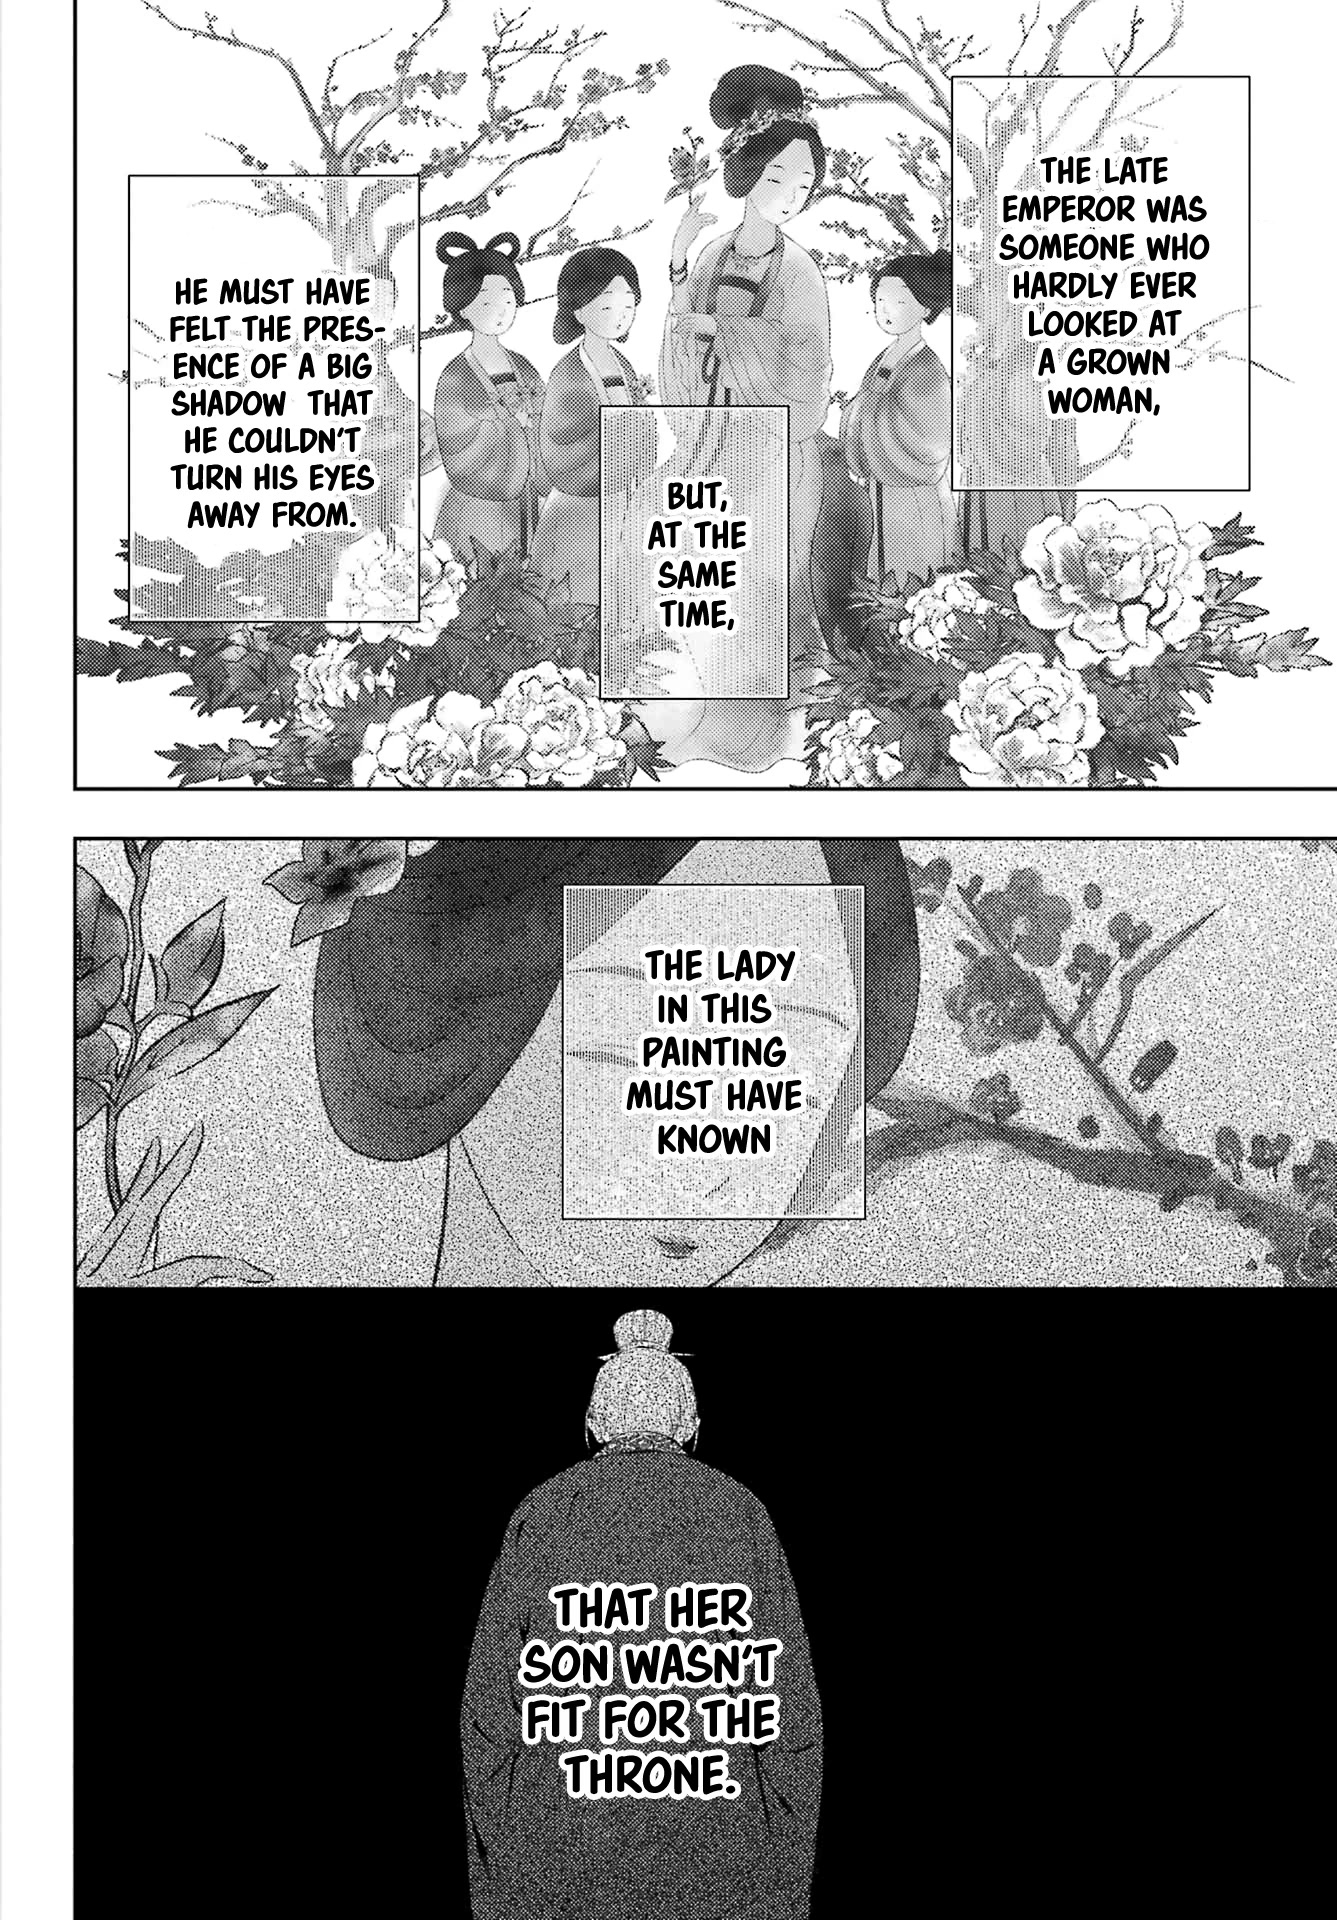 THE LATE
EMPEROR WAS
SOMEONE WHO
HARDLY EVER
LOOKED AT
A GROWN
WOMAN,
BUT,
AT THE
SAME
TIME,
HE MUST HAVE
FELT THE PRES-
ENCE OF A BIG
SHADOW THAT
HE COULDN'T
TURN HIS EYES
AWAY FROM.
THE LADY
IN THIS
PAINTING
MUST HAVE
KNOWN
THAT HER
SON WASN'T
FIT FOR THE
THRONE.